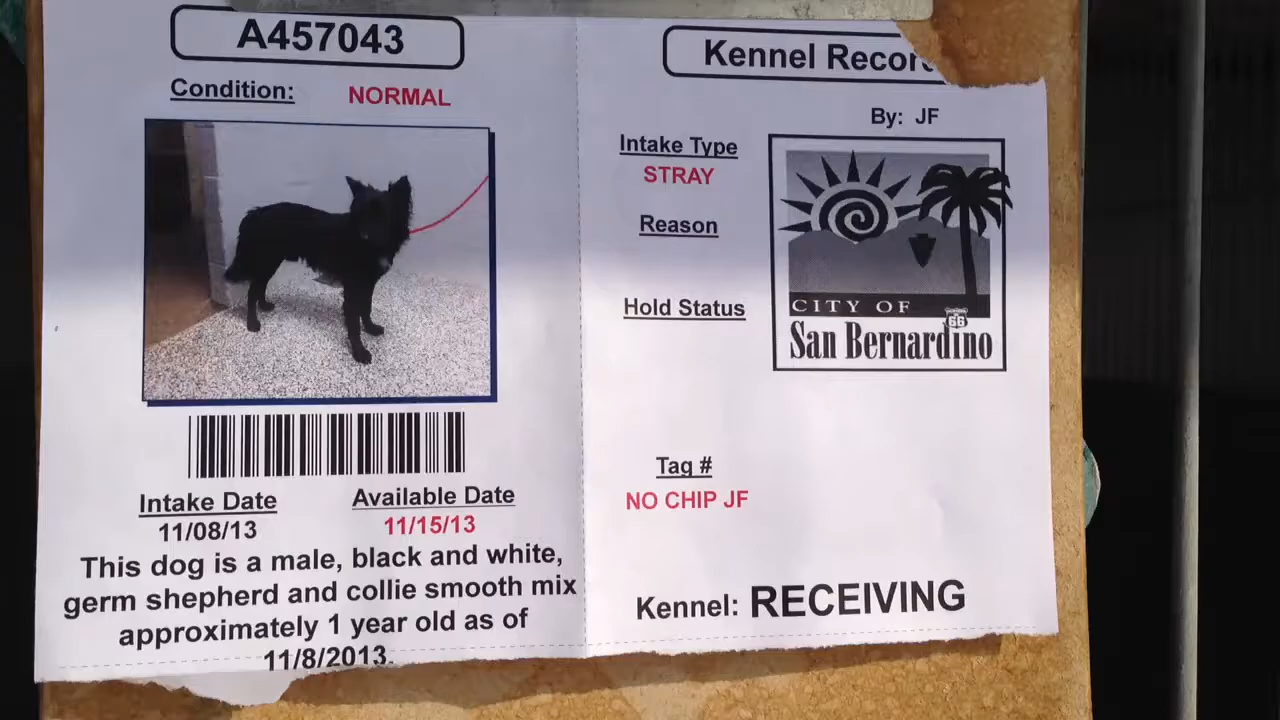 A457043
Condition: NORMAL
Intake Date
11/08/13
Available Date
11/15/13
This dog is a male, black and white,
germ shepherd and collie smooth mix
approximately 1 year old as of
11/8/2013.
Kennel Recor
By: JF
Intake Type
STRAY
Reason
Hold Status
CITY OF
66
San Bernardino
Tag #
NO CHIP JF
Kennel: RECEIVING